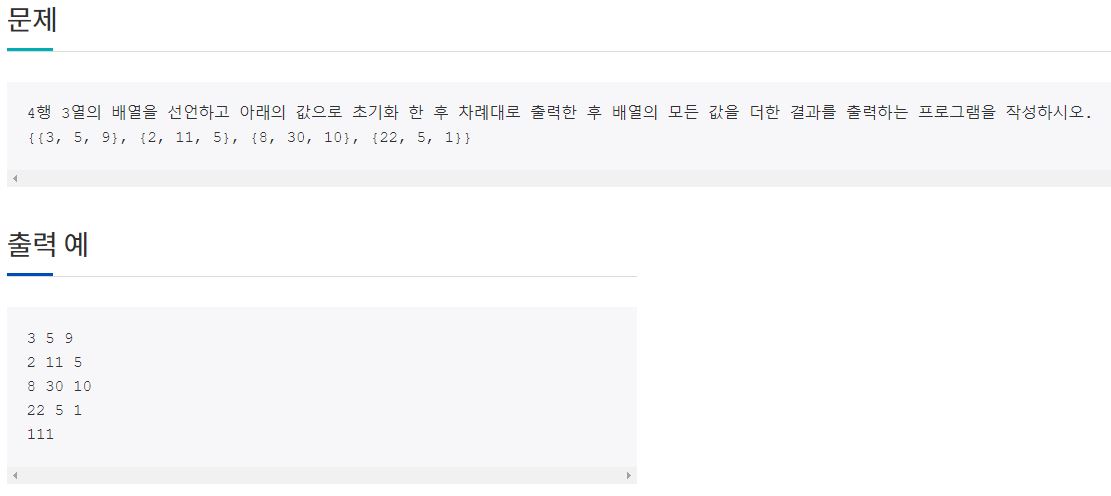 문제
4행 3열의 배열을 선언하고 아래의 값으로 초기화 한 후 차례대로 출력한 후 배열의 모든 값을 더한 결과를 출력하는 프로그램을 작성하시오.
{{3, 5, 9}, {2, 11, 5}, {8, 30, 10}, {22, 5, 1}}
출력 예
3 5 9
2 11 5
8 30 10
22 5 1
111